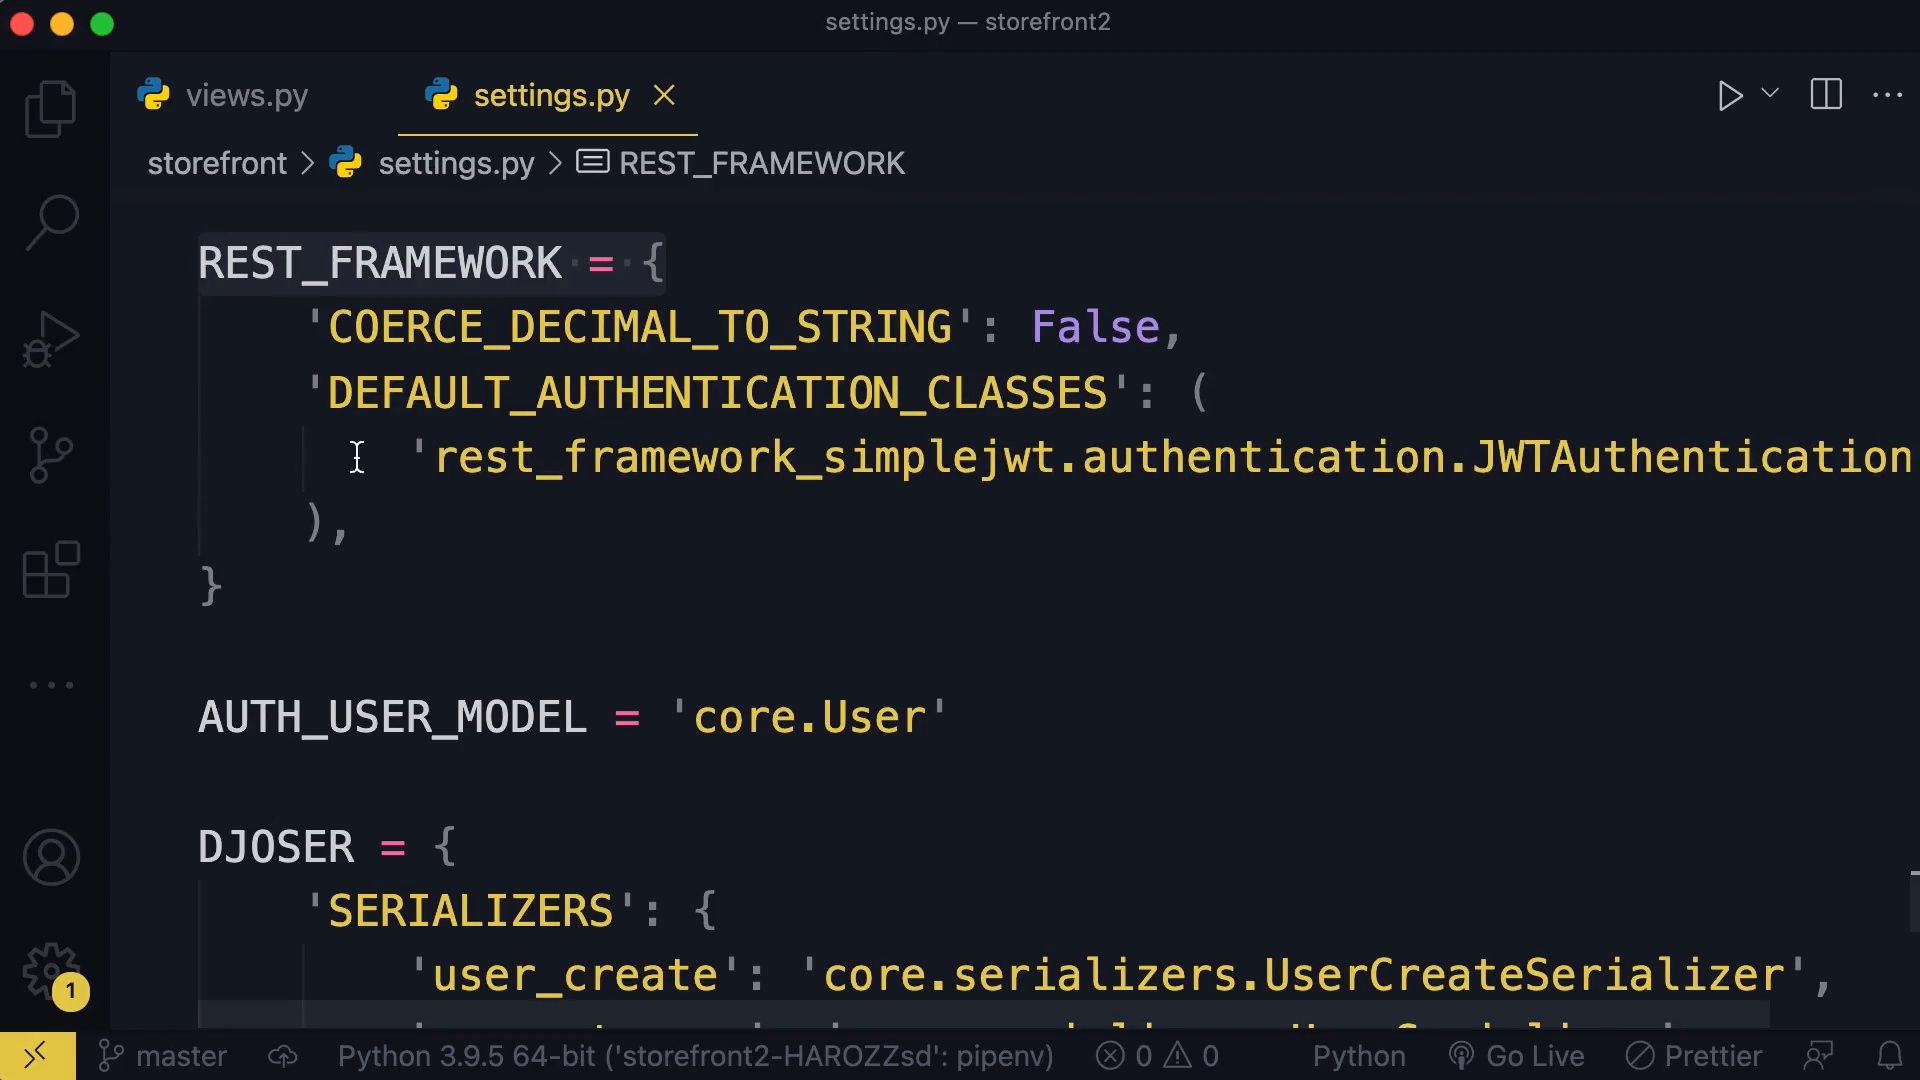 settings.py — storefront2
views.py
settings.py
storefront > settings.py > REST_FRAMEWORK
REST_FRAMEWORK = {
'COERCE_DECIMAL_TO_STRING': False,
'DEFAULT_AUTHENTICATION_CLASSES': (
'rest_framework_simplejwt.authentication.JWTAuthentication
),
}
AUTH_USER_MODEL = 'core.User'
DJOSER = {
'SERIALIZERS': {
'user_create': 'core.serializers.UserCreateSerializer',
1
master
Python 3.9.5 64-bit ('storefront2-HAROZZsd': pipenv)
0
0
Python
Go Live
Prettier